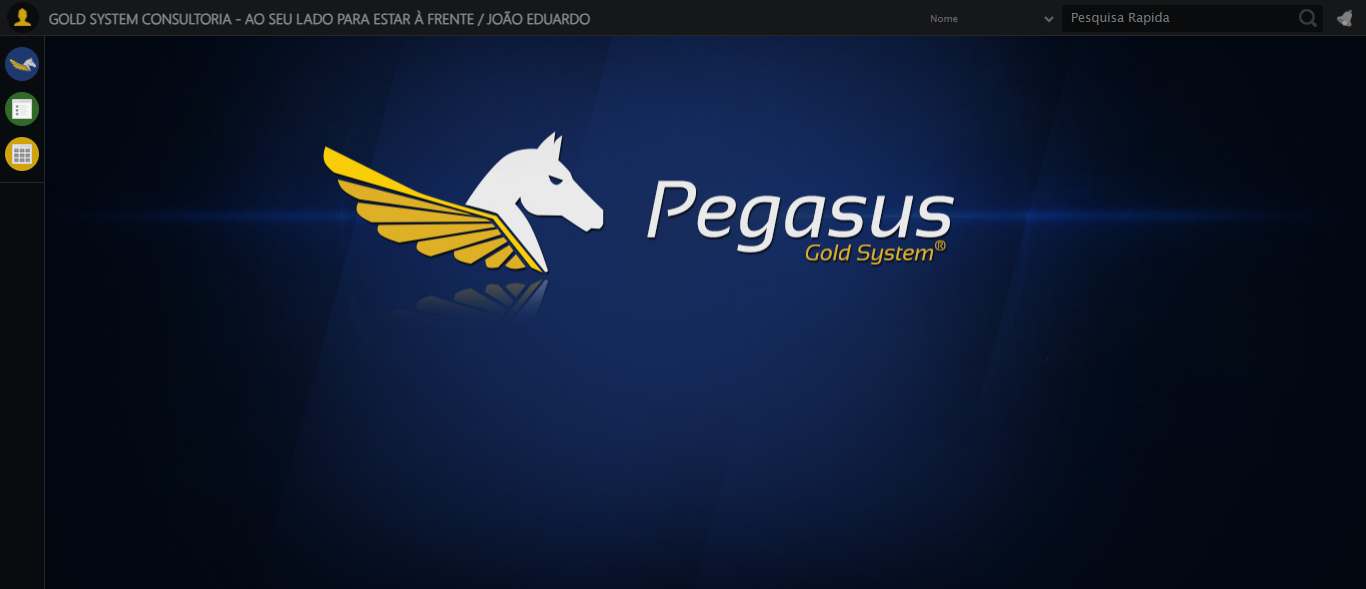 GOLD SYSTEM CONSULTORIA - AO SEU LADO PARA ESTAR À FRENTE / JOÃO EDUARDO
Nome
Pesquisa Rapida
Pegasus
Gold System®